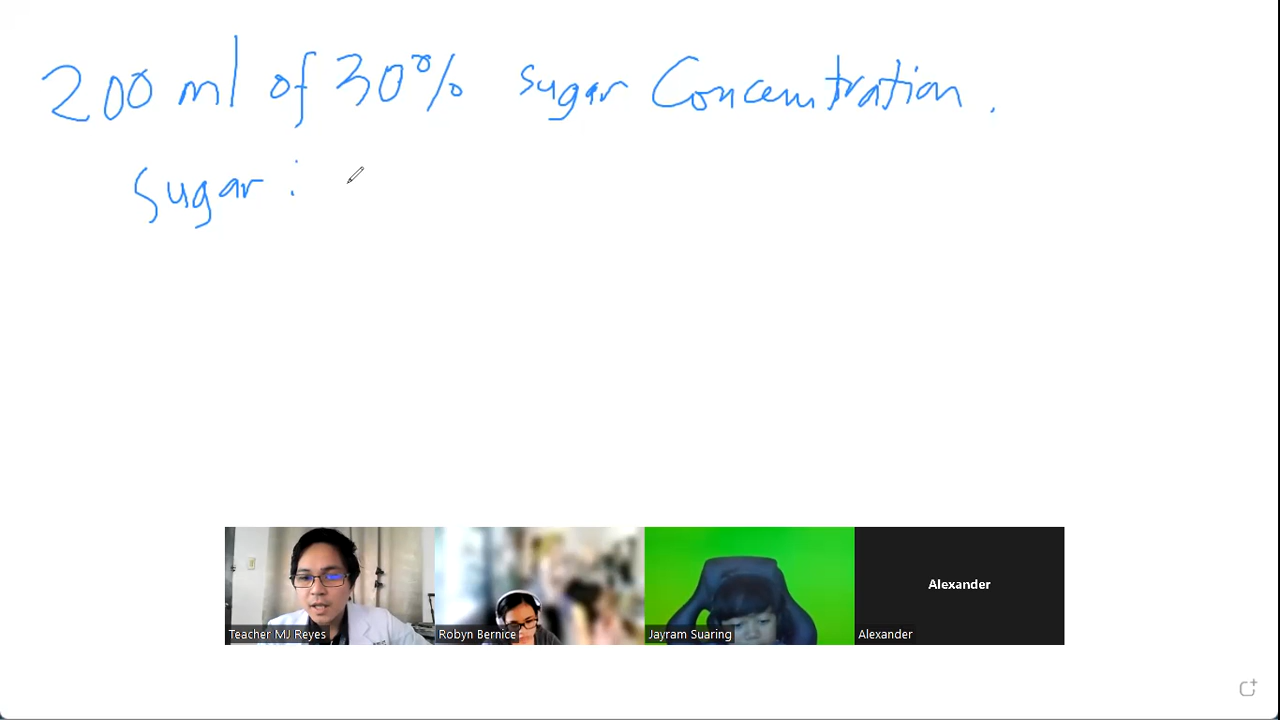 200 ml of 30% sugar Concentration.
Sugar :
Alexander
Teacher MJ Reyes
Robyn Bernice
Jayram Suaring
Alexander